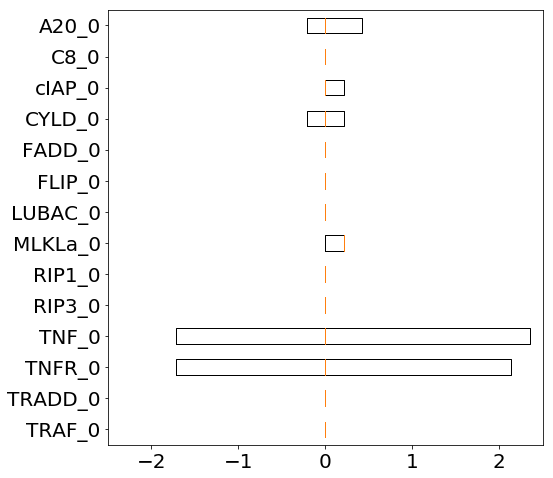 A20_0
C8_0
cIAP_0
CYLD_0
FADD_0
FLIP_0
LUBAC_0
MLKLa_0
RIP1_0
RIP3_0
TNF_0
TNFR_0
TRADD_0
TRAF_0
−2 −1 0 1 2